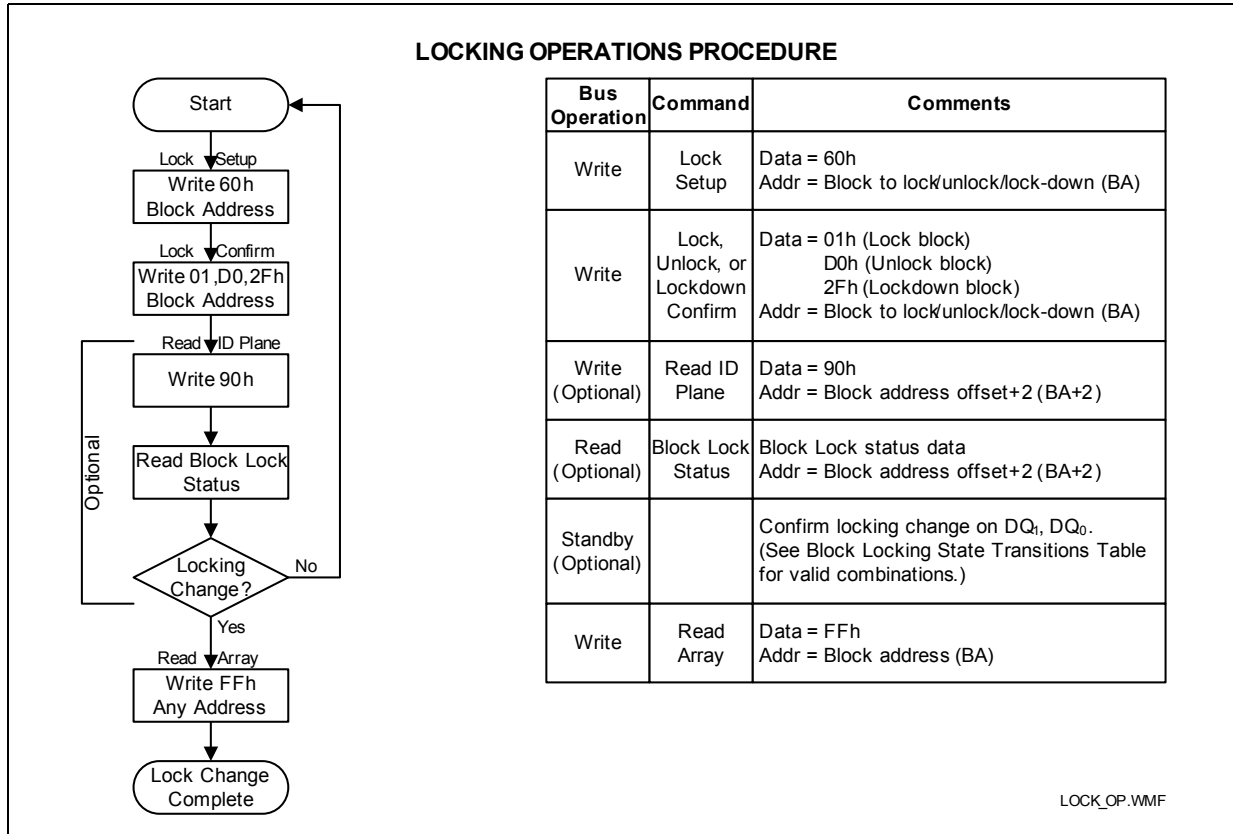 LOCKING OPERATIONS PROCEDURE
Start
Lock Setup
Write 60h
Block Address
Lock Confirm
Write 01,D0,2Fh
Block Address
Read ID Plane
Write 90h
Optional
Read Block Lock
Status
Locking
Change?
No
Yes
Read Array
Write FFh
Any Address
Lock Change
Complete
Bus
Operation
Command
Comments
Write
Lock
Setup
Data = 60h
Addr = Block to lock/unlock/lock-down (BA)
Write
Lock,
Unlock, or
Lockdown
Confirm
Data = 01h (Lock block)
D0h (Unlock block)
2Fh (Lockdown block)
Addr = Block to lock/unlock/lock-down (BA)
Write
(Optional)
Read ID
Plane
Data = 90h
Addr = Block address offset+2 (BA+2)
Read
(Optional)
Block Lock
Status
Block Lock status data
Addr = Block address offset+2 (BA+2)
Standby
(Optional)
Confirm locking change on DQ₁, DQ₀.
(See Block Locking State Transitions Table
for valid combinations.)
Write
Read
Array
Data = FFh
Addr = Block address (BA)
LOCK_OP.WMF